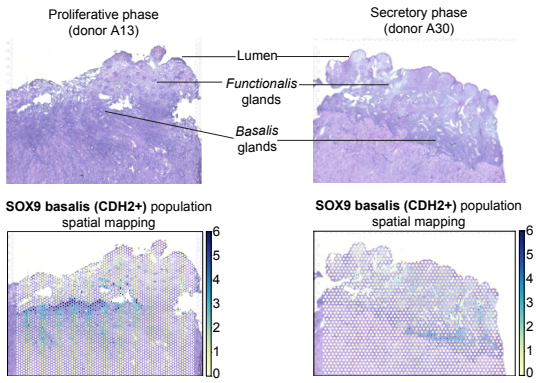 Proliferative phase
(donor A13)
Secretory phase
(donor A30)
Lumen
Functionalis
glands
Basalis
glands
SOX9 basalis (CDH2+) population
spatial mapping
6
5
4
3
2
1
0
SOX9 basalis (CDH2+) population
spatial mapping
6
5
4
3
2
1
0